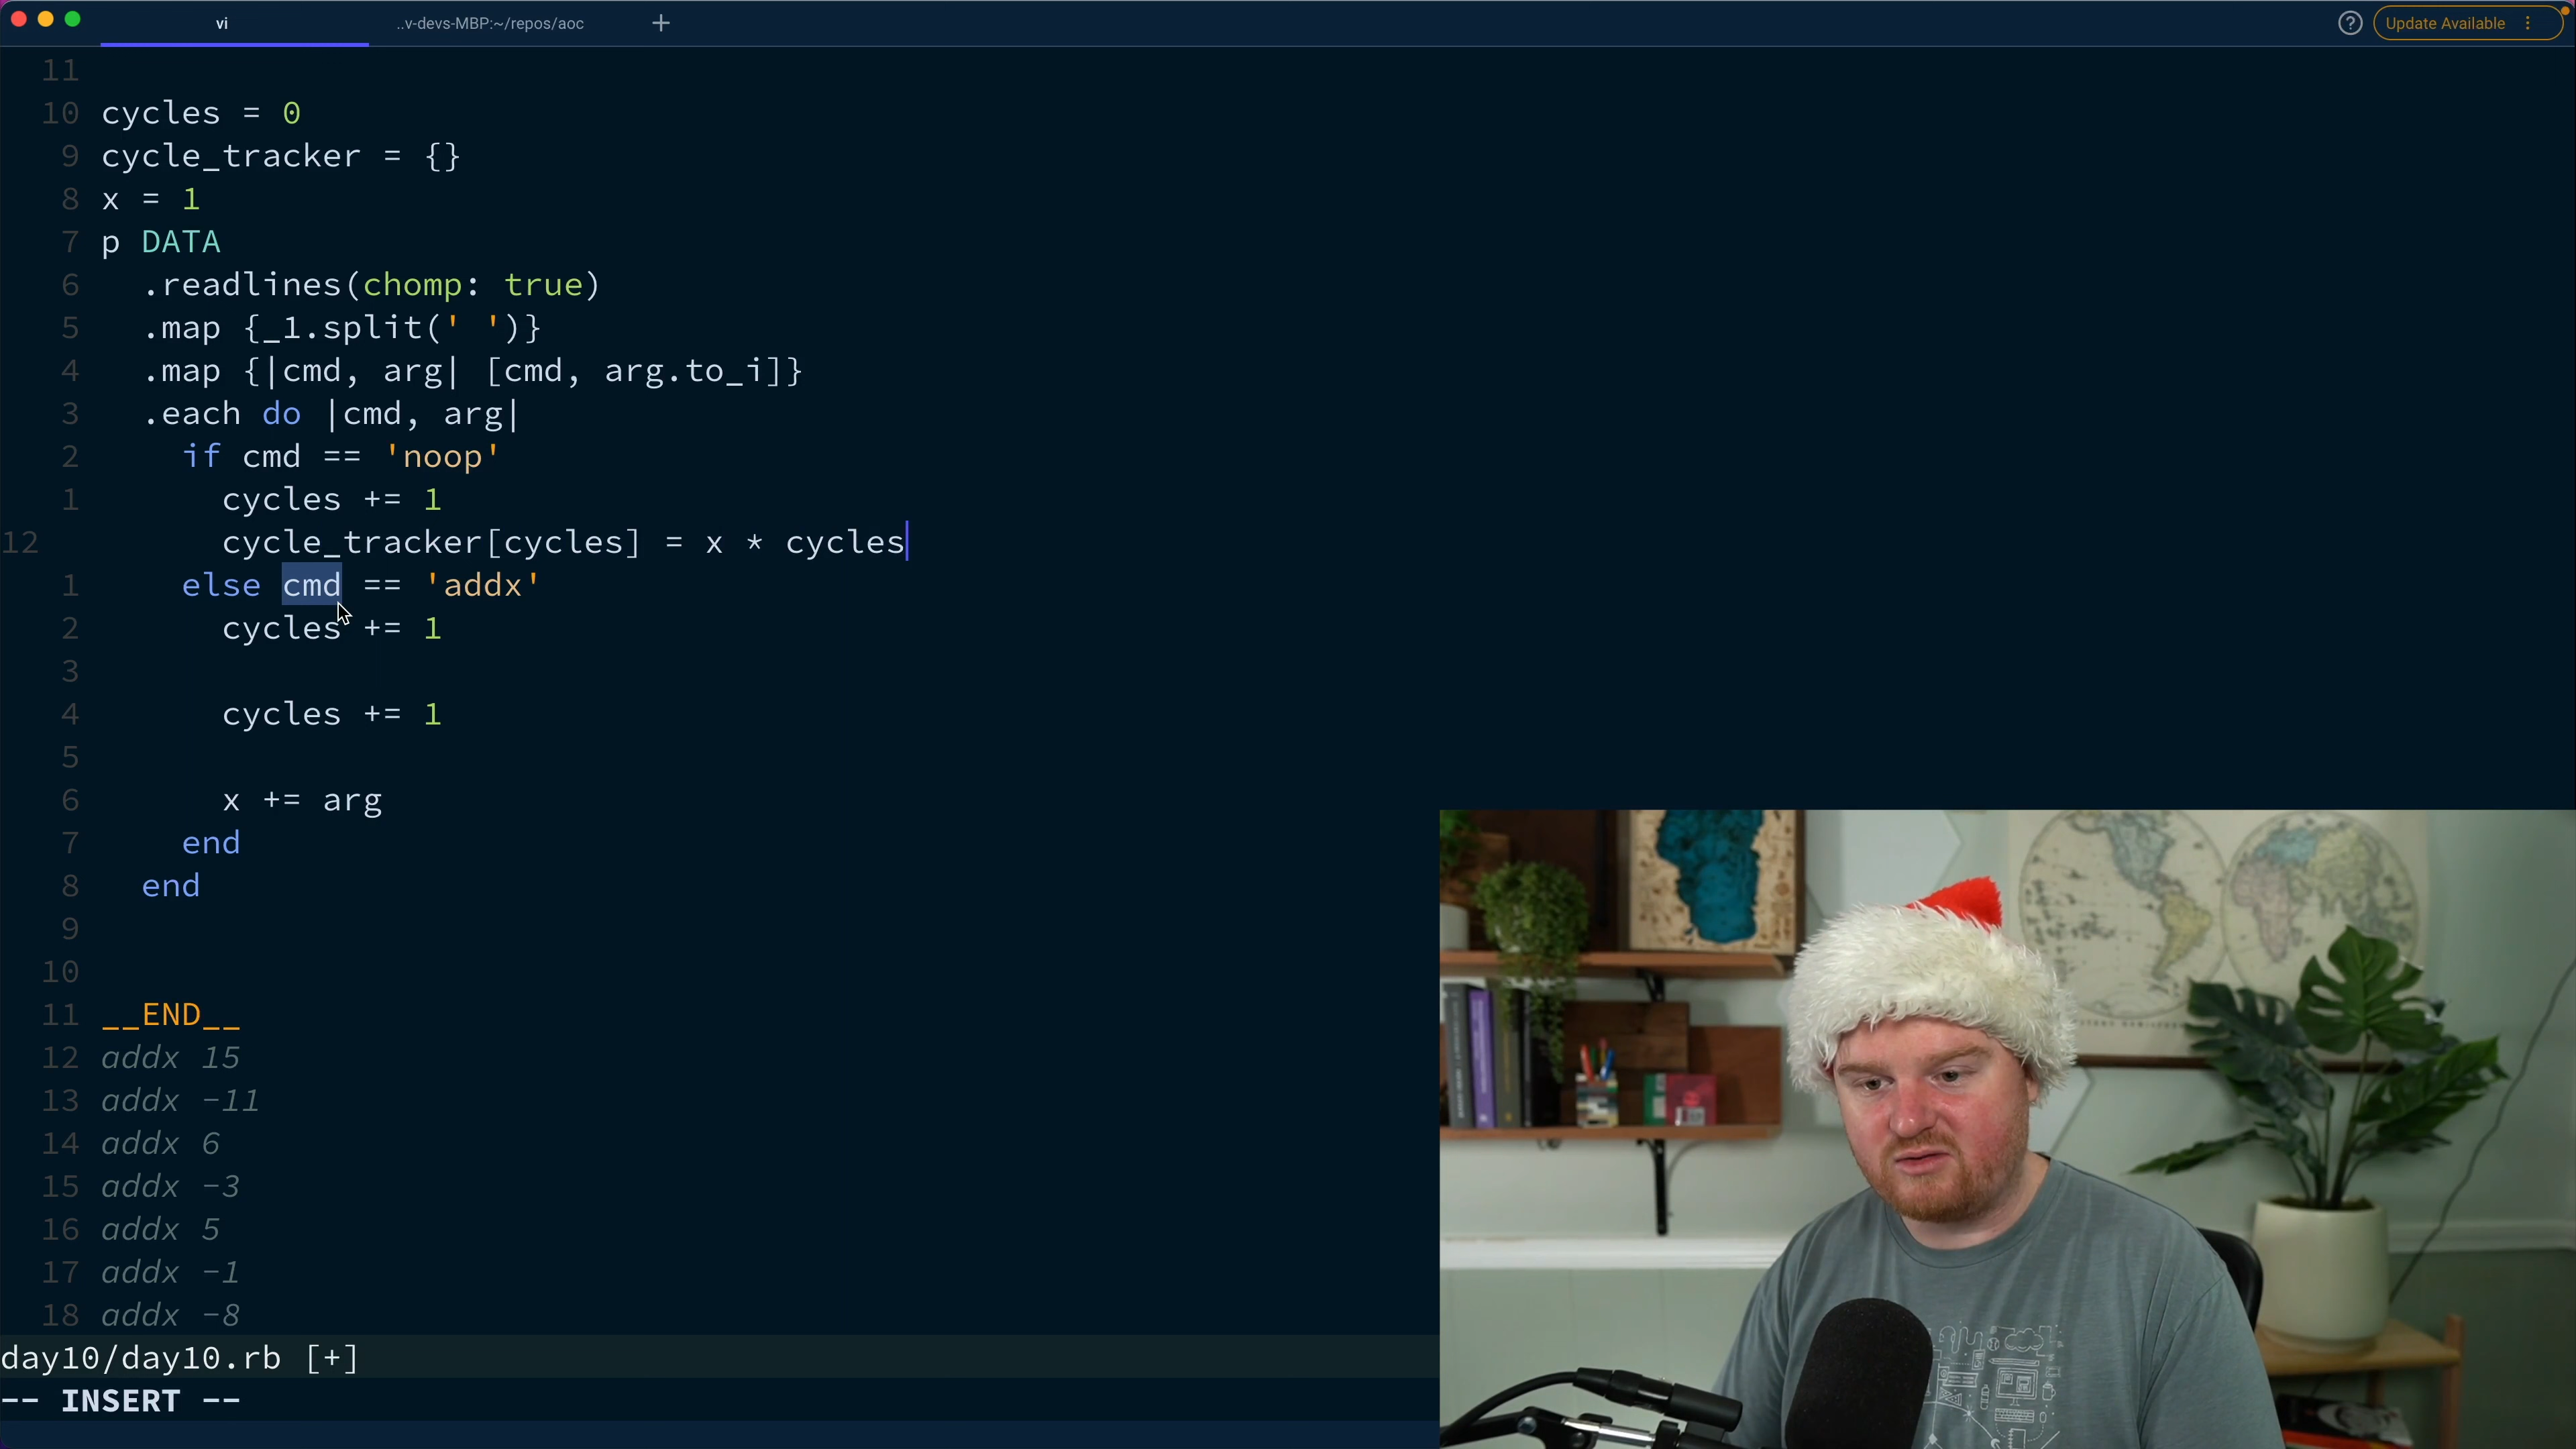 vi
..v-devs-MBP:~/repos/aoc
+
?
Update Available
11
10 cycles = 0
9 cycle_tracker = {}
8 x = 1
7 p DATA
6 .readlines(chomp: true)
5 .map {_1.split(' ')}
4 .map {|cmd, arg| [cmd, arg.to_i]}
3 .each do |cmd, arg|
2 if cmd == 'noop'
1 cycles += 1
12 cycle_tracker[cycles] = x * cycles
1 else cmd == 'addx'
2 cycles += 1
3
4 cycles += 1
5
6 x += arg
7 end
8 end
9
10
11 __END__
12 addx 15
13 addx -11
14 addx 6
15 addx -3
16 addx 5
17 addx -1
18 addx -8
day10/day10.rb [+]
-- INSERT --